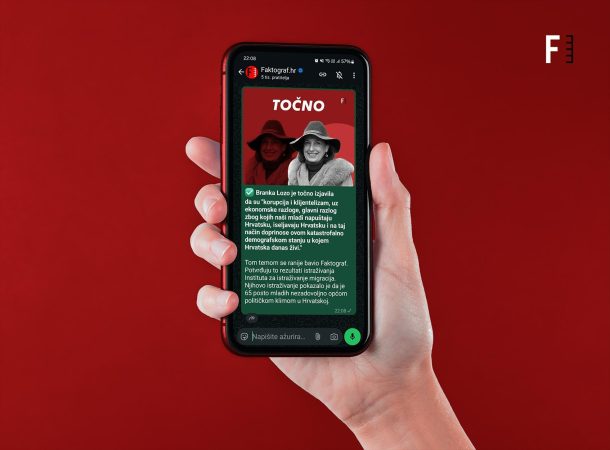 F
22:08 57%
Faktograf.hr
5 tis. pratitelja
TOČNO
F
Branka Lozo je točno izjavila
da su "korupcija i klijentelizam, uz
ekonomske razloge, glavni razlog
zbog kojih naši mladi napuštaju
Hrvatsku, iseljavaju Hrvatsku i na taj
način doprinose ovom katastrofalno
demografskom stanju u kojem
Hrvatska danas živi."
Tom temom se ranije bavio Faktograf.
Potvrđuju to rezultati istraživanja
Instituta za istraživanje migracija.
Njihovo istraživanje pokazalo je da je
65 posto mladih nezadovoljno općom
političkom klimom u Hrvatskoj.
22:08
Napišite ažurira...